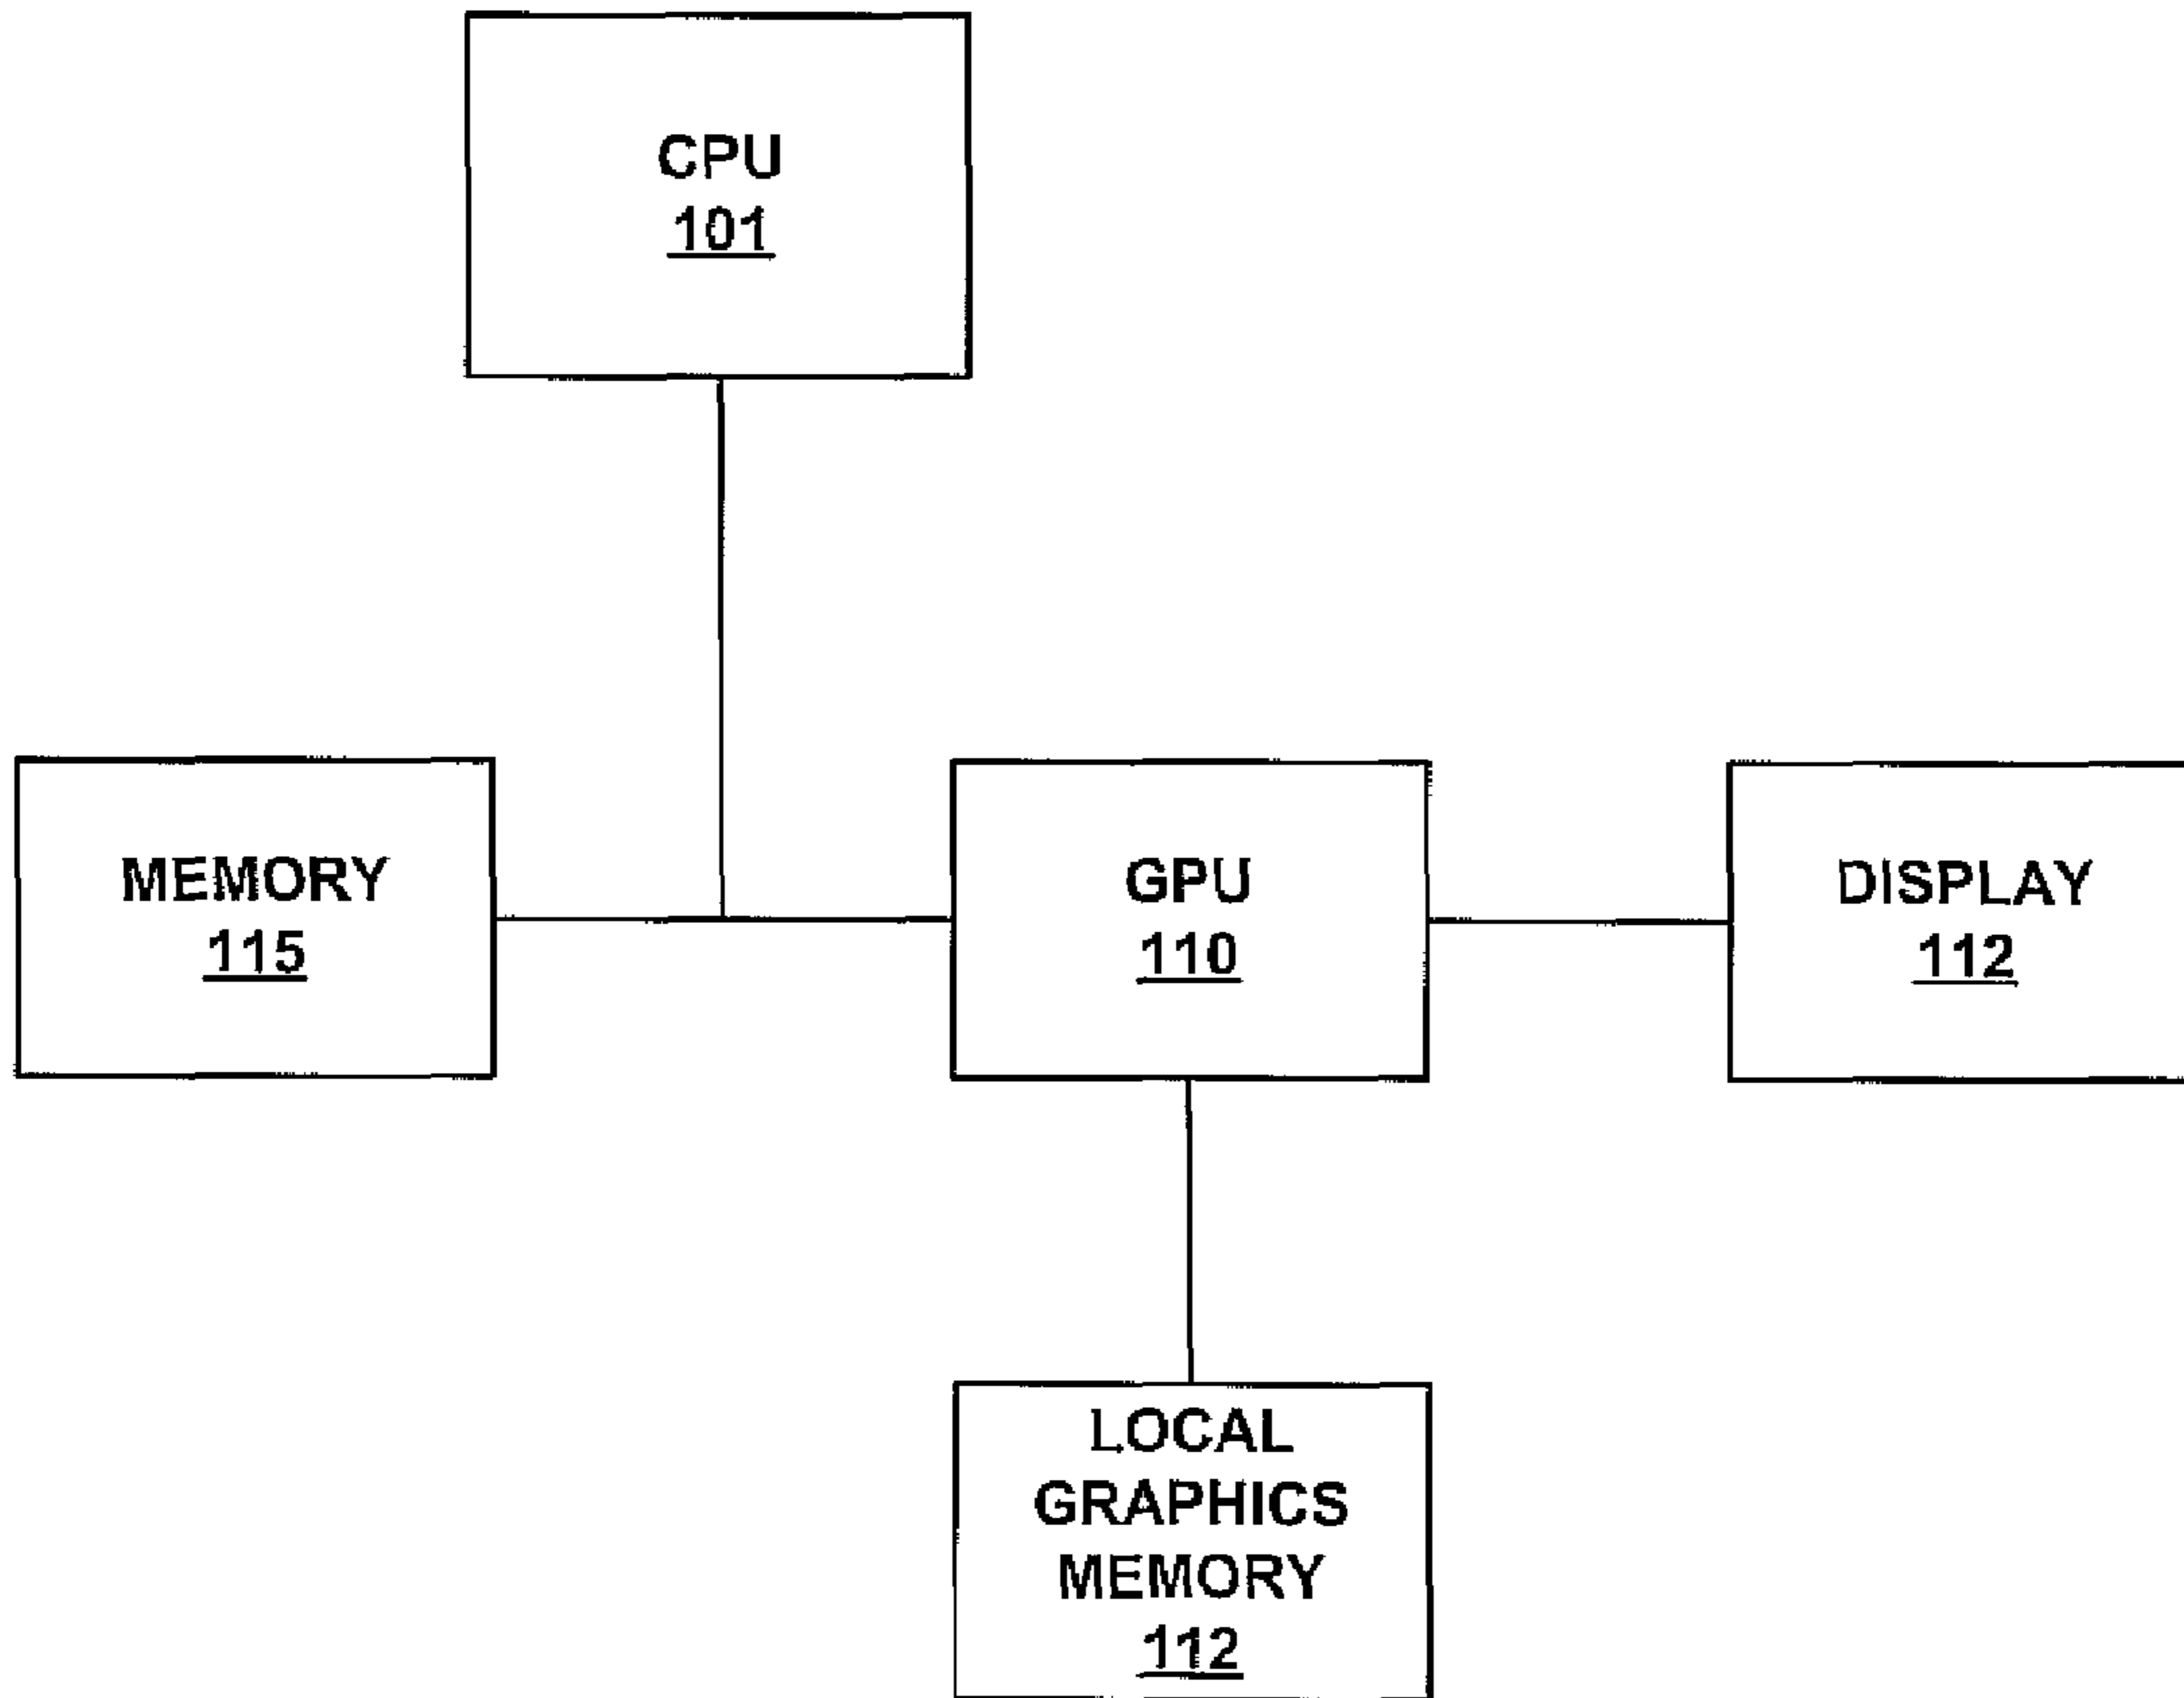 CPU
101
MEMORY
115
GPU
110
DISPLAY
112
LOCAL
GRAPHICS
MEMORY
112